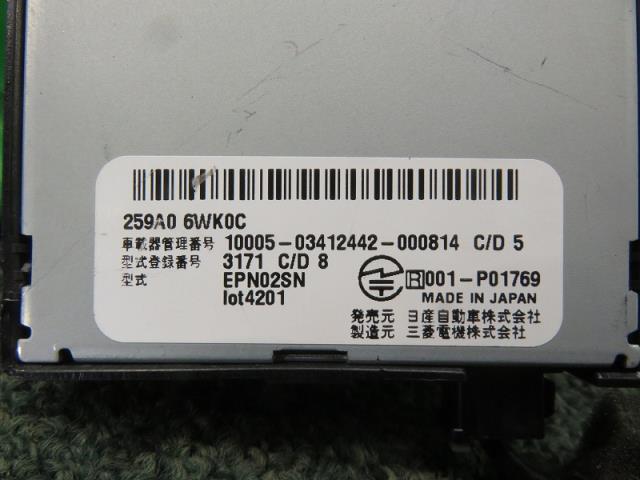 259A0 6WK0C
車載器管理番号 10005-03412442-000814 C/D 5
型式登録番号 3171 C/D 8
型式 EPN02SN
lot4201
R 001-P01769
MADE IN JAPAN
発売元 日産自動車株式会社
製造元 三菱電機株式会社